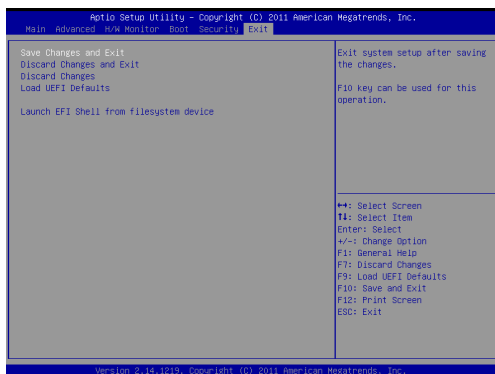 Aptio Setup Utility – Copyright (C) 2011 American Megatrends, Inc.
Main Advanced H/W Monitor Boot Security Exit
Save Changes and Exit
Discard Changes and Exit
Discard Changes
Load UEFI Defaults
Launch EFI Shell from filesystem device
Exit system setup after saving
the changes.
F10 key can be used for this
operation.
↔: Select Screen
↑↓: Select Item
Enter: Select
+/-: Change Option
F1: General Help
F7: Discard Changes
F9: Load UEFI Defaults
F10: Save and Exit
F12: Print Screen
ESC: Exit
Version 2.14.1219. Copyright (C) 2011 American Megatrends, Inc.